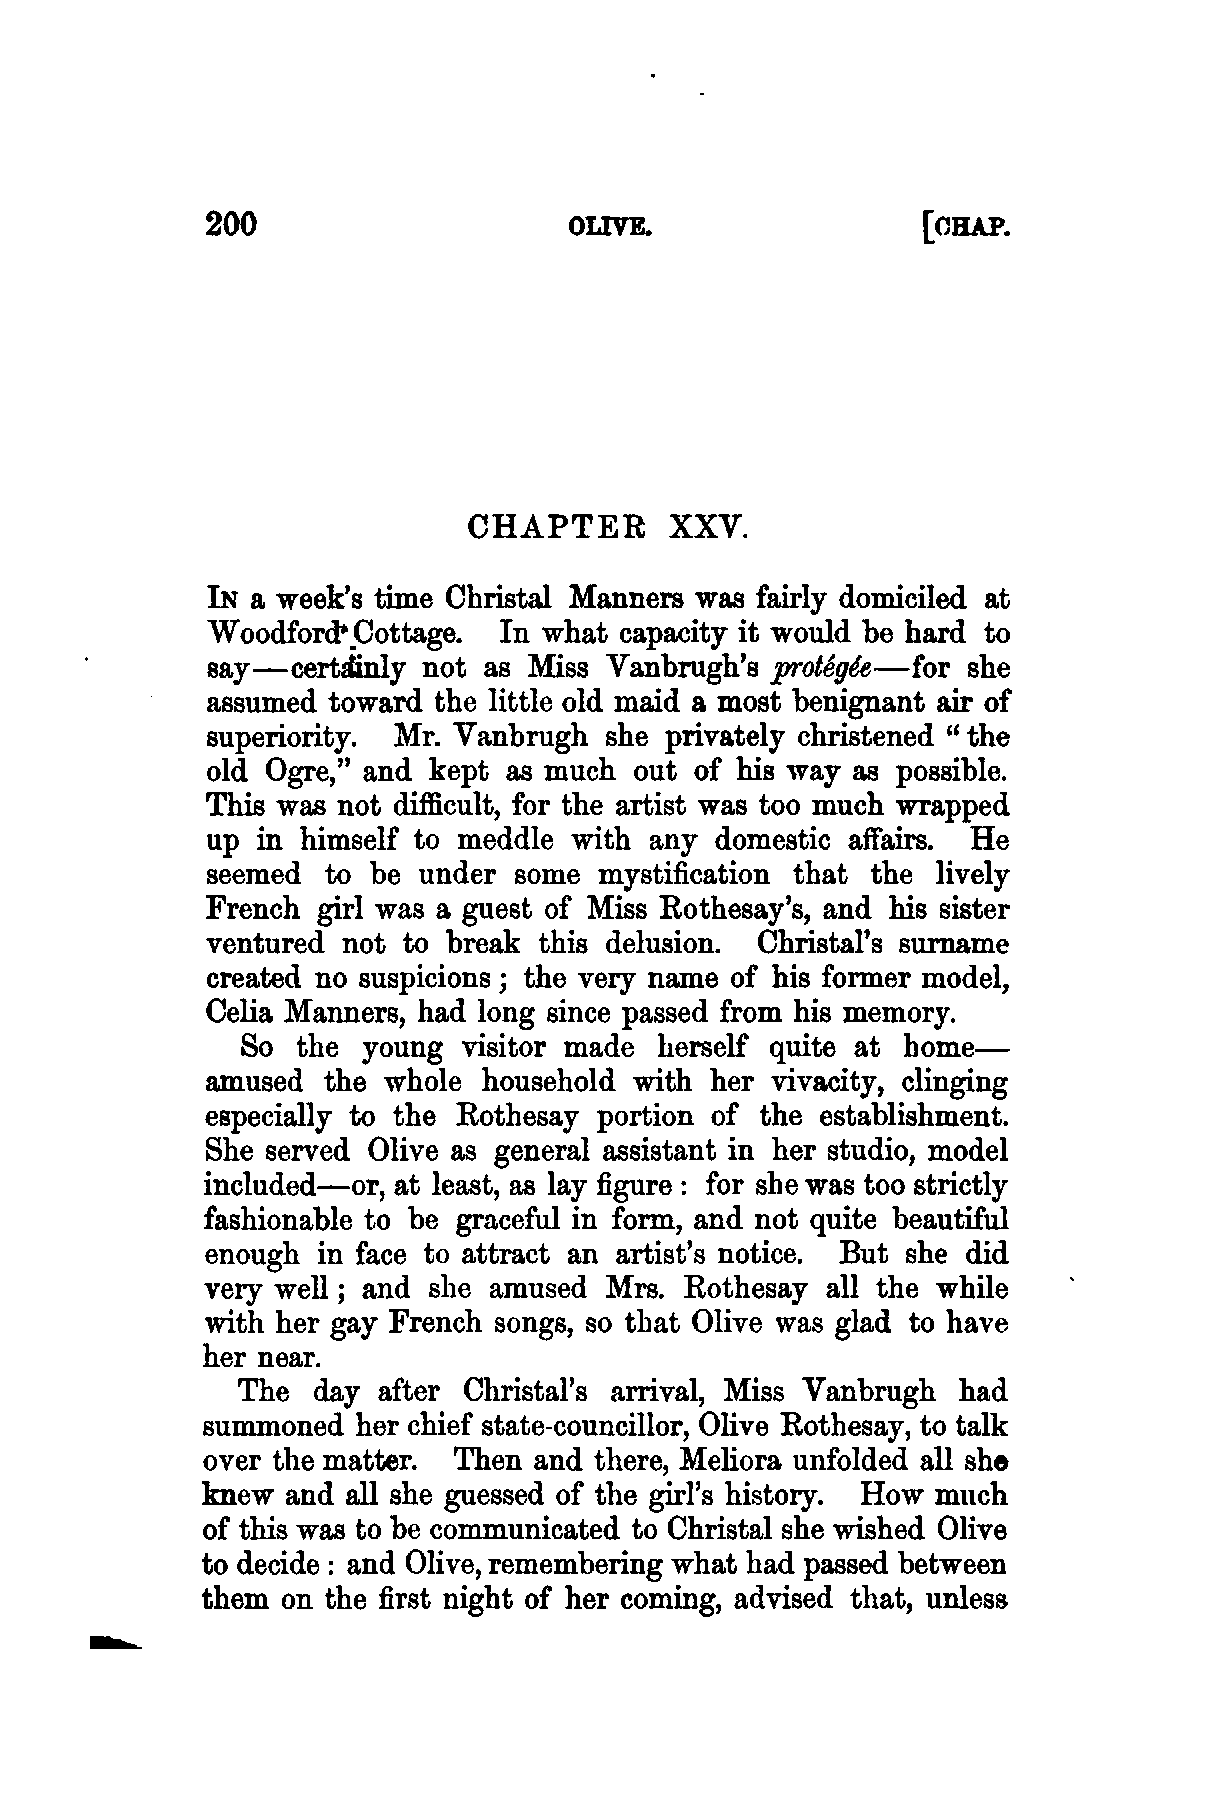 200 OLIVE. [CHAP.
CHAPTER XXV.
In a week's time Christal Manners was fairly domiciled at
Woodford Cottage. In what capacity it would be hard to
say—certainly not as Miss Vanbrugh's protégée—for she
assumed toward the little old maid a most benignant air of
superiority. Mr. Vanbrugh she privately christened “the
old Ogre,” and kept as much out of his way as possible.
This was not difficult, for the artist was too much wrapped
up in himself to meddle with any domestic affairs. He
seemed to be under some mystification that the lively
French girl was a guest of Miss Rothesay's, and his sister
ventured not to break this delusion. Christal's surname
created no suspicions; the very name of his former model,
Celia Manners, had long since passed from his memory.
So the young visitor made herself quite at home—
amused the whole household with her vivacity, clinging
especially to the Rothesay portion of the establishment.
She served Olive as general assistant in her studio, model
included—or, at least, as lay figure: for she was too strictly
fashionable to be graceful in form, and not quite beautiful
enough in face to attract an artist's notice. But she did
very well; and she amused Mrs. Rothesay all the while
with her gay French songs, so that Olive was glad to have
her near.
The day after Christal's arrival, Miss Vanbrugh had
summoned her chief state-councillor, Olive Rothesay, to talk
over the matter. Then and there, Meliora unfolded all she
knew and all she guessed of the girl's history. How much
of this was to be communicated to Christal she wished Olive
to decide: and Olive, remembering what had passed between
them on the first night of her coming, advised that, unless